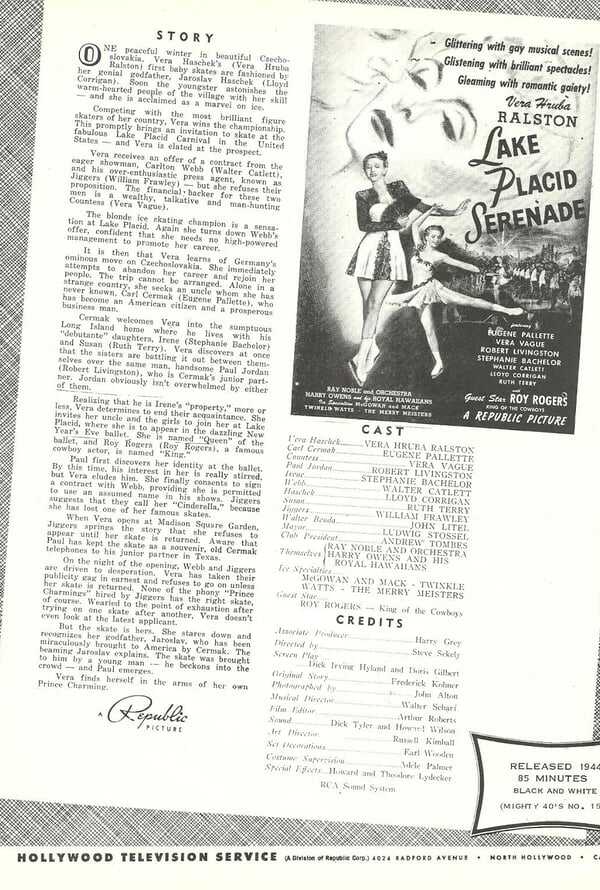 STORY
ONE peaceful winter in beautiful Czecho-
slovakia, Vera Haschek's (Vera Hruba
Ralston) first baby skates are fashioned by
her genial godfather, Jaroslav Haschek (Lloyd
Corrigan). Soon the youngster astonishes the
warm-hearted people of the village with her skill
— and she is acclaimed as a marvel on ice.
Competing with the most brilliant figure
skaters of her country, Vera wins the championship.
This promptly brings an invitation to skate at the
fabulous Lake Placid Carnival in the United
States — and Vera is elated at the prospect.
Vera receives an offer of a contract from the
eager showman, Carlton Webb (Walter Catlett),
and his over-enthusiastic press agent, known as
Jiggers (William Frawley) — but she refuses their
proposition. The financial backer for these two
men is a wealthy, talkative and man-hunting
Countess (Vera Vague).
The blonde ice skating champion is a sensa-
tion at Lake Placid. Again she turns down Webb's
offer, confident that she needs no high-powered
management to promote her career.
It is then that Vera learns of Germany's
ominous move on Czechoslovakia. She immediately
attempts to abandon her career and rejoin her
people. The trip cannot be arranged. Alone in a
strange country, she seeks an uncle whom she has
never known, Carl Cermak (Eugene Pallette), who
has become an American citizen and a prosperous
business man.
Cermak welcomes Vera into the sumptuous
Long Island home where he lives with his
"debutante" daughters, Irene (Stephanie Bachelor)
and Susan (Ruth Terry). Vera discovers at once
that the sisters are battling it out between them-
selves over the same man, handsome Paul Jordan
(Robert Livingston), who is Cermak's junior part-
ner. Jordan obviously isn't overwhelmed by either
of them.
Realizing that he is Irene's "property," more or
less, Vera determines to end their acquaintance. She
invites her uncle and the girls to join her at Lake
Placid, where she is to appear in the dazzling New
Year's Eve ballet. She is named "Queen" of the
ballet, and Roy Rogers (Roy Rogers), a famous
cowboy actor, is named "King."
Paul first discovers her identity at the ballet.
By this time, his interest in her is really stirred,
but Vera eludes him. She finally consents to sign
a contract with Webb, providing she is permitted
to use an assumed name in his shows. Jiggers
suggests that they call her "Cinderella," because
she has lost one of her famous skates.
When Vera opens at Madison Square Garden,
Jiggers springs the story that she refuses to
appear until her skate is returned. Aware that
Paul has kept the skate as a souvenir, old Cermak
telephones to his junior partner in Texas.
On the night of the opening, Webb and Jiggers
are driven to desperation. Vera has taken their
publicity gag in earnest and refuses to go on unless
her skate is returned. None of the phony "Prince
Charmings" hired by Jiggers has the right skate,
of course. Wearied to the point of exhaustion after
trying on one skate after another, Vera doesn't
even look at the latest applicant.
But the skate is hers. She stares down and
recognizes her godfather, Jaroslav, who has been
miraculously brought to America by Cermak. The
beaming Jaroslav explains. The skate was brought
to him by a young man — he beckons into the
crowd — and Paul emerges.
Vera finds herself in the arms of her own
Prince Charming.
A Republic PICTURE
Glittering with gay musical scenes!
Glistening with brilliant spectacles!
Gleaming with romantic gaiety!
Vera Hruba
RALSTON
LAKE
PLACID
SERENADE
featuring
EUGENE PALLETTE
VERA VAGUE
ROBERT LIVINGSTON
STEPHANIE BACHELOR
WALTER CATLETT
LLOYD CORRIGAN
RUTH TERRY
and
RAY NOBLE AND ORCHESTRA
HARRY OWENS and his ROYAL HAWAIIANS
Ice Specialties McGOWAN AND MACK
TWINKLE WATTS - THE MERRY MEISTERS
Guest Star ROY ROGERS
KING OF THE COWBOYS
A REPUBLIC PICTURE
CAST
Vera Haschek VERA HRUBA RALSTON
Carl Cermak EUGENE PALLETTE
Countess VERA VAGUE
Paul Jordan ROBERT LIVINGSTON
Irene STEPHANIE BACHELOR
Webb WALTER CATLETT
Haschek LLOYD CORRIGAN
Susan RUTH TERRY
Jiggers WILLIAM FRAWLEY
Walter Benda JOHN LITEL
Mayor LUDWIG STOSSEL
Club President ANDREW TOMBES
Themselves RAY NOBLE AND ORCHESTRA
HARRY OWENS AND HIS
ROYAL HAWAIIANS
Ice Specialties
McGOWAN AND MACK - TWINKLE
WATTS - THE MERRY MEISTERS
Guest Star
ROY ROGERS — King of the Cowboys
CREDITS
Associate Producer Harry Grey
Directed by Steve Sekely
Screen Play
Dick Irving Hyland and Doris Gilbert
Original Story Frederick Kohner
Photographed by John Alton
Musical Director Walter Scharf
Film Editor Arthur Roberts
Sound Dick Tyler and Howard Wilson
Art Director Russell Kimball
Set Decorations Earl Wooden
Costume Supervision Adele Palmer
Special Effects Howard and Theodore Lydecker
RCA Sound System
RELEASED 1944
85 MINUTES
BLACK AND WHITE
(MIGHTY 40'S NO. 15
HOLLYWOOD TELEVISION SERVICE (A Division of Republic Corp.) 4024 RADFORD AVENUE • NORTH HOLLYWOOD • CA